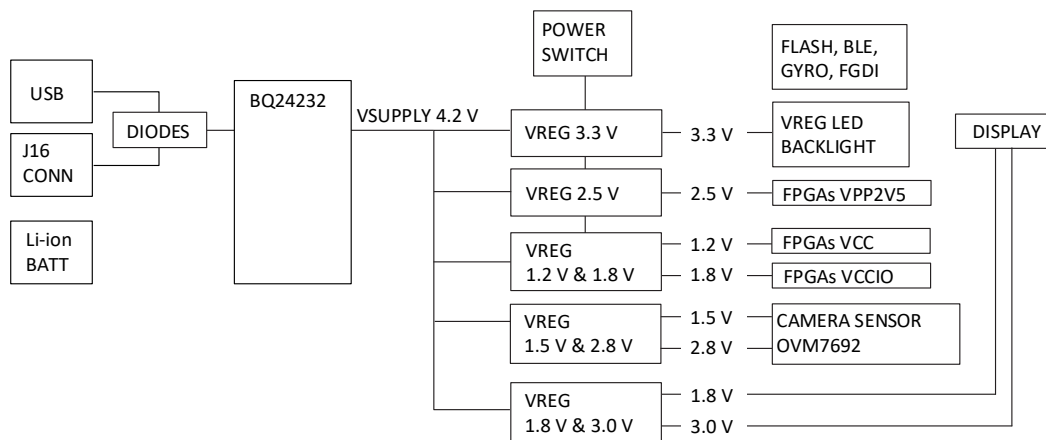 POWER
SWITCH
FLASH, BLE,
GYRO, FGDI
USB
BQ24232
VSUPPLY 4.2 V
DIODES
VREG 3.3 V
3.3 V
VREG LED
BACKLIGHT
DISPLAY
J16
CONN
VREG 2.5 V
2.5 V
FPGAs VPP2V5
Li-ion
BATT
VREG
1.2 V & 1.8 V
1.2 V
FPGAs VCC
1.8 V
FPGAs VCCIO
VREG
1.5 V & 2.8 V
1.5 V
2.8 V
CAMERA SENSOR
OVM7692
VREG
1.8 V & 3.0 V
1.8 V
3.0 V